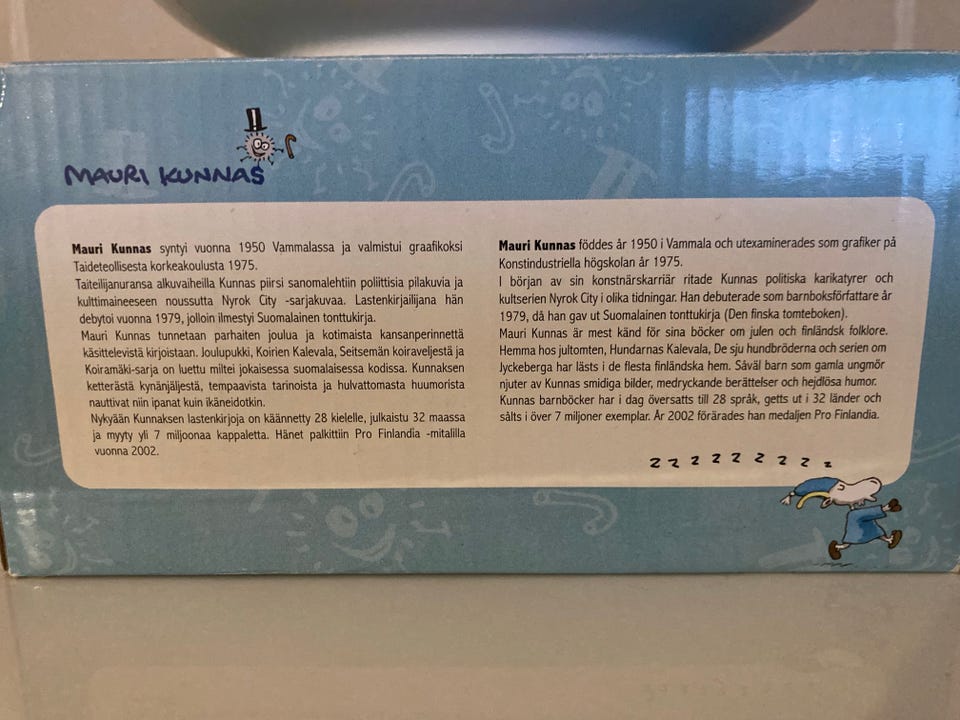 MAURI KUNNAS
Mauri Kunnas syntyi vuonna 1950 Vammalassa ja valmistui graafikoksi
Taideteollisesta korkeakoulusta 1975.
Taiteilijanuransa alkuvaiheilla Kunnas piirsi sanomalehtiin poliittisia pilakuvia ja
kulttimaineeseen noussutta Nyrok City -sarjakuvaa. Lastenkirjailijana hän
debytoi vuonna 1979, jolloin ilmestyi Suomalainen tonttukirja.
Mauri Kunnas tunnetaan parhaiten joulua ja kotimaista kansanperinnettä
käsittelevistä kirjoistaan. Joulupukki, Koirien Kalevala, Seitsemän koiraveljestä ja
Koiramäki-sarja on luettu miltei jokaisessa suomalaisessa kodissa. Kunnaksen
ketterästä kynänjäljestä, tempaavista tarinoista ja hulvattomasta huumorista
nauttivat niin ipanat kuin ikäneidotkin.
Nykyään Kunnaksen lastenkirjoja on käännetty 28 kielelle, julkaistu 32 maassa
ja myyty yli 7 miljoonaa kappaletta. Hänet palkittiin Pro Finlandia -mitalilla
vuonna 2002.
Mauri Kunnas föddes år 1950 i Vammala och utexaminerades som grafiker på
Konstindustriella högskolan år 1975.
I början av sin konstnärskarriär ritade Kunnas politiska karikatyrer och
kultserien Nyrok City i olika tidningar. Han debuterade som barnboksförfattare år
1979, då han gav ut Suomalainen tonttukirja (Den finska tomteboken).
Mauri Kunnas är mest känd för sina böcker om julen och finländsk folklore.
Hemma hos jultomten, Hundarnas Kalevala, De sju hundbröderna och serien om
Jyckeberga har lästs i de flesta finländska hem. Såväl barn som gamla ungmör
njuter av Kunnas smidiga bilder, medryckande berättelser och hejdlösa humor.
Kunnas barnböcker har i dag översatts till 28 språk, getts ut i 32 länder och
sålts i över 7 miljoner exemplar. År 2002 förärades han medaljen Pro Finlandia.
z z z z z z z z z